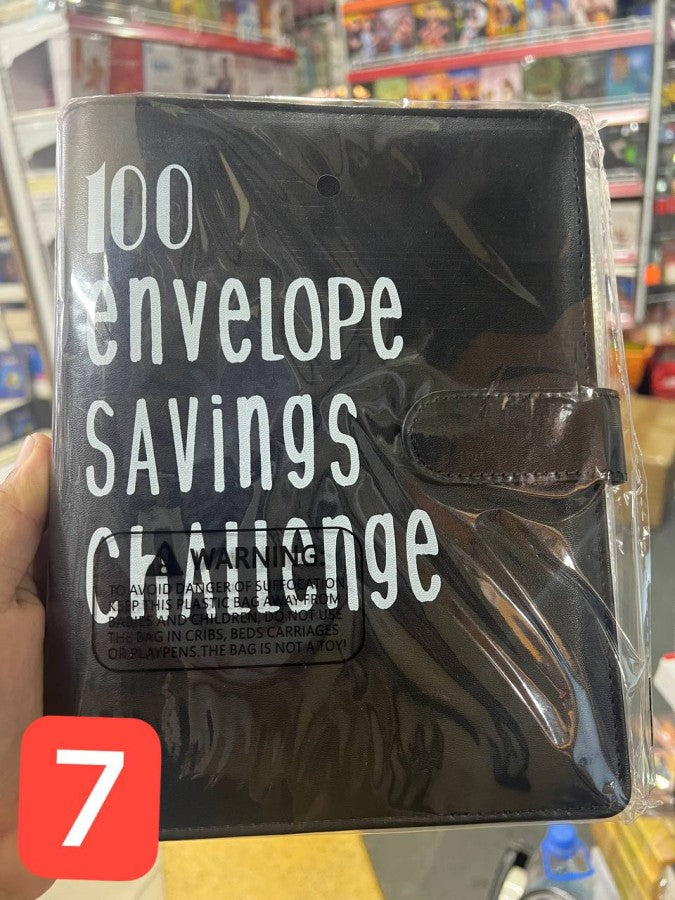 100
envelope
savings
challenge
WARNING:
TO AVOID DANGER OF SUFFOCATION,
KEEP THIS PLASTIC BAG AWAY FROM
BABIES AND CHILDREN, DO NOT USE
THE BAG IN CRIBS, BEDS CARRIAGES
OR PLAYPENS.THE BAG IS NOT A TOY!
7